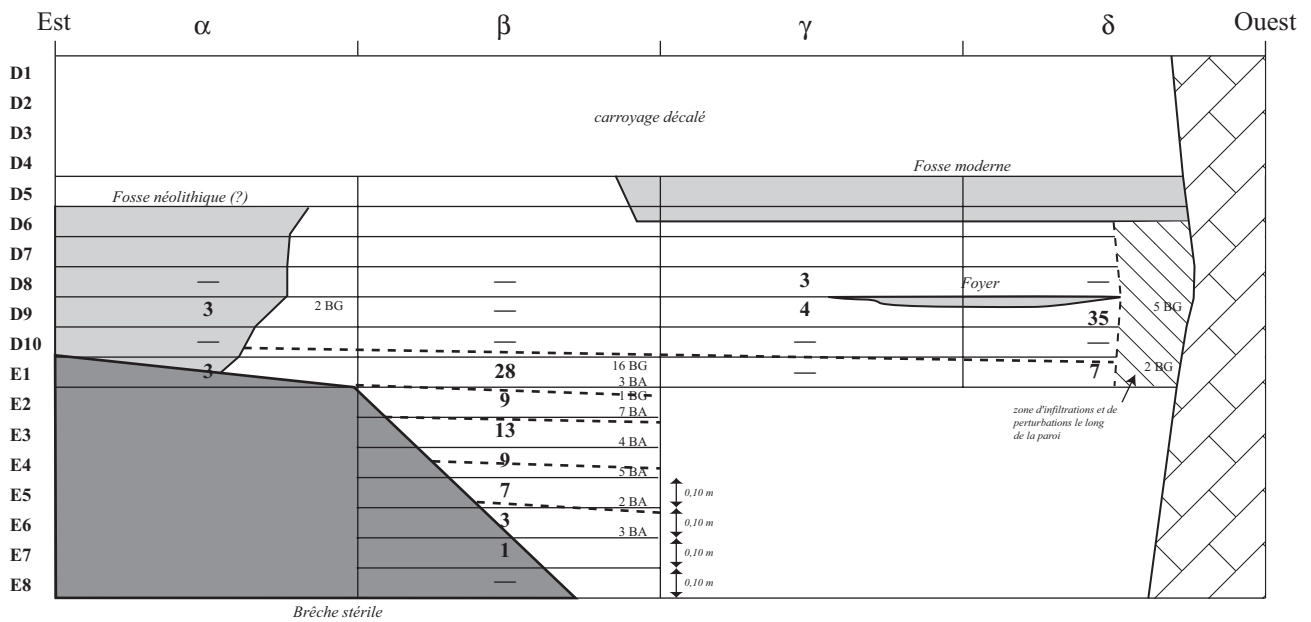 Est α β γ δ Ouest
D1
D2
carroyage décalé
D3
D4
Fosse moderne
D5
Fosse néolithique (?)
D6
D7
D8 — — 3 —
Foyer
D9 3 2 BG — 4 35 5 BG
D10 — — — —
E1 3 28 16 BG — 7 2 BG
3 BA
E2 9 1 BG
7 BA
zone d'infiltrations et de
perturbations le long
de la paroi
E3 13
4 BA
E4 9
5 BA
E5 7 0,10 m
2 BA
E6 3 0,10 m
3 BA
E7 1 0,10 m
E8 — 0,10 m
Brêche stérile